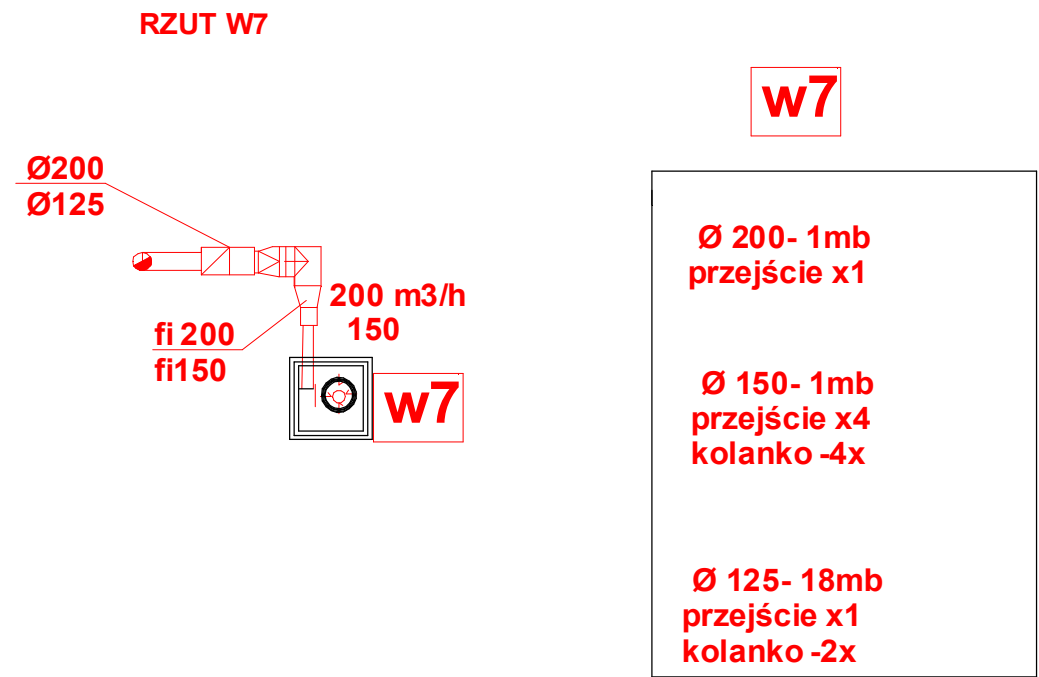 RZUT W7
w7
Ø200
Ø125
200 m3/h
150
fi 200
fi150
w7
Ø 200- 1mb
przejście x1
Ø 150- 1mb
przejście x4
kolanko -4x
Ø 125- 18mb
przejście x1
kolanko -2x